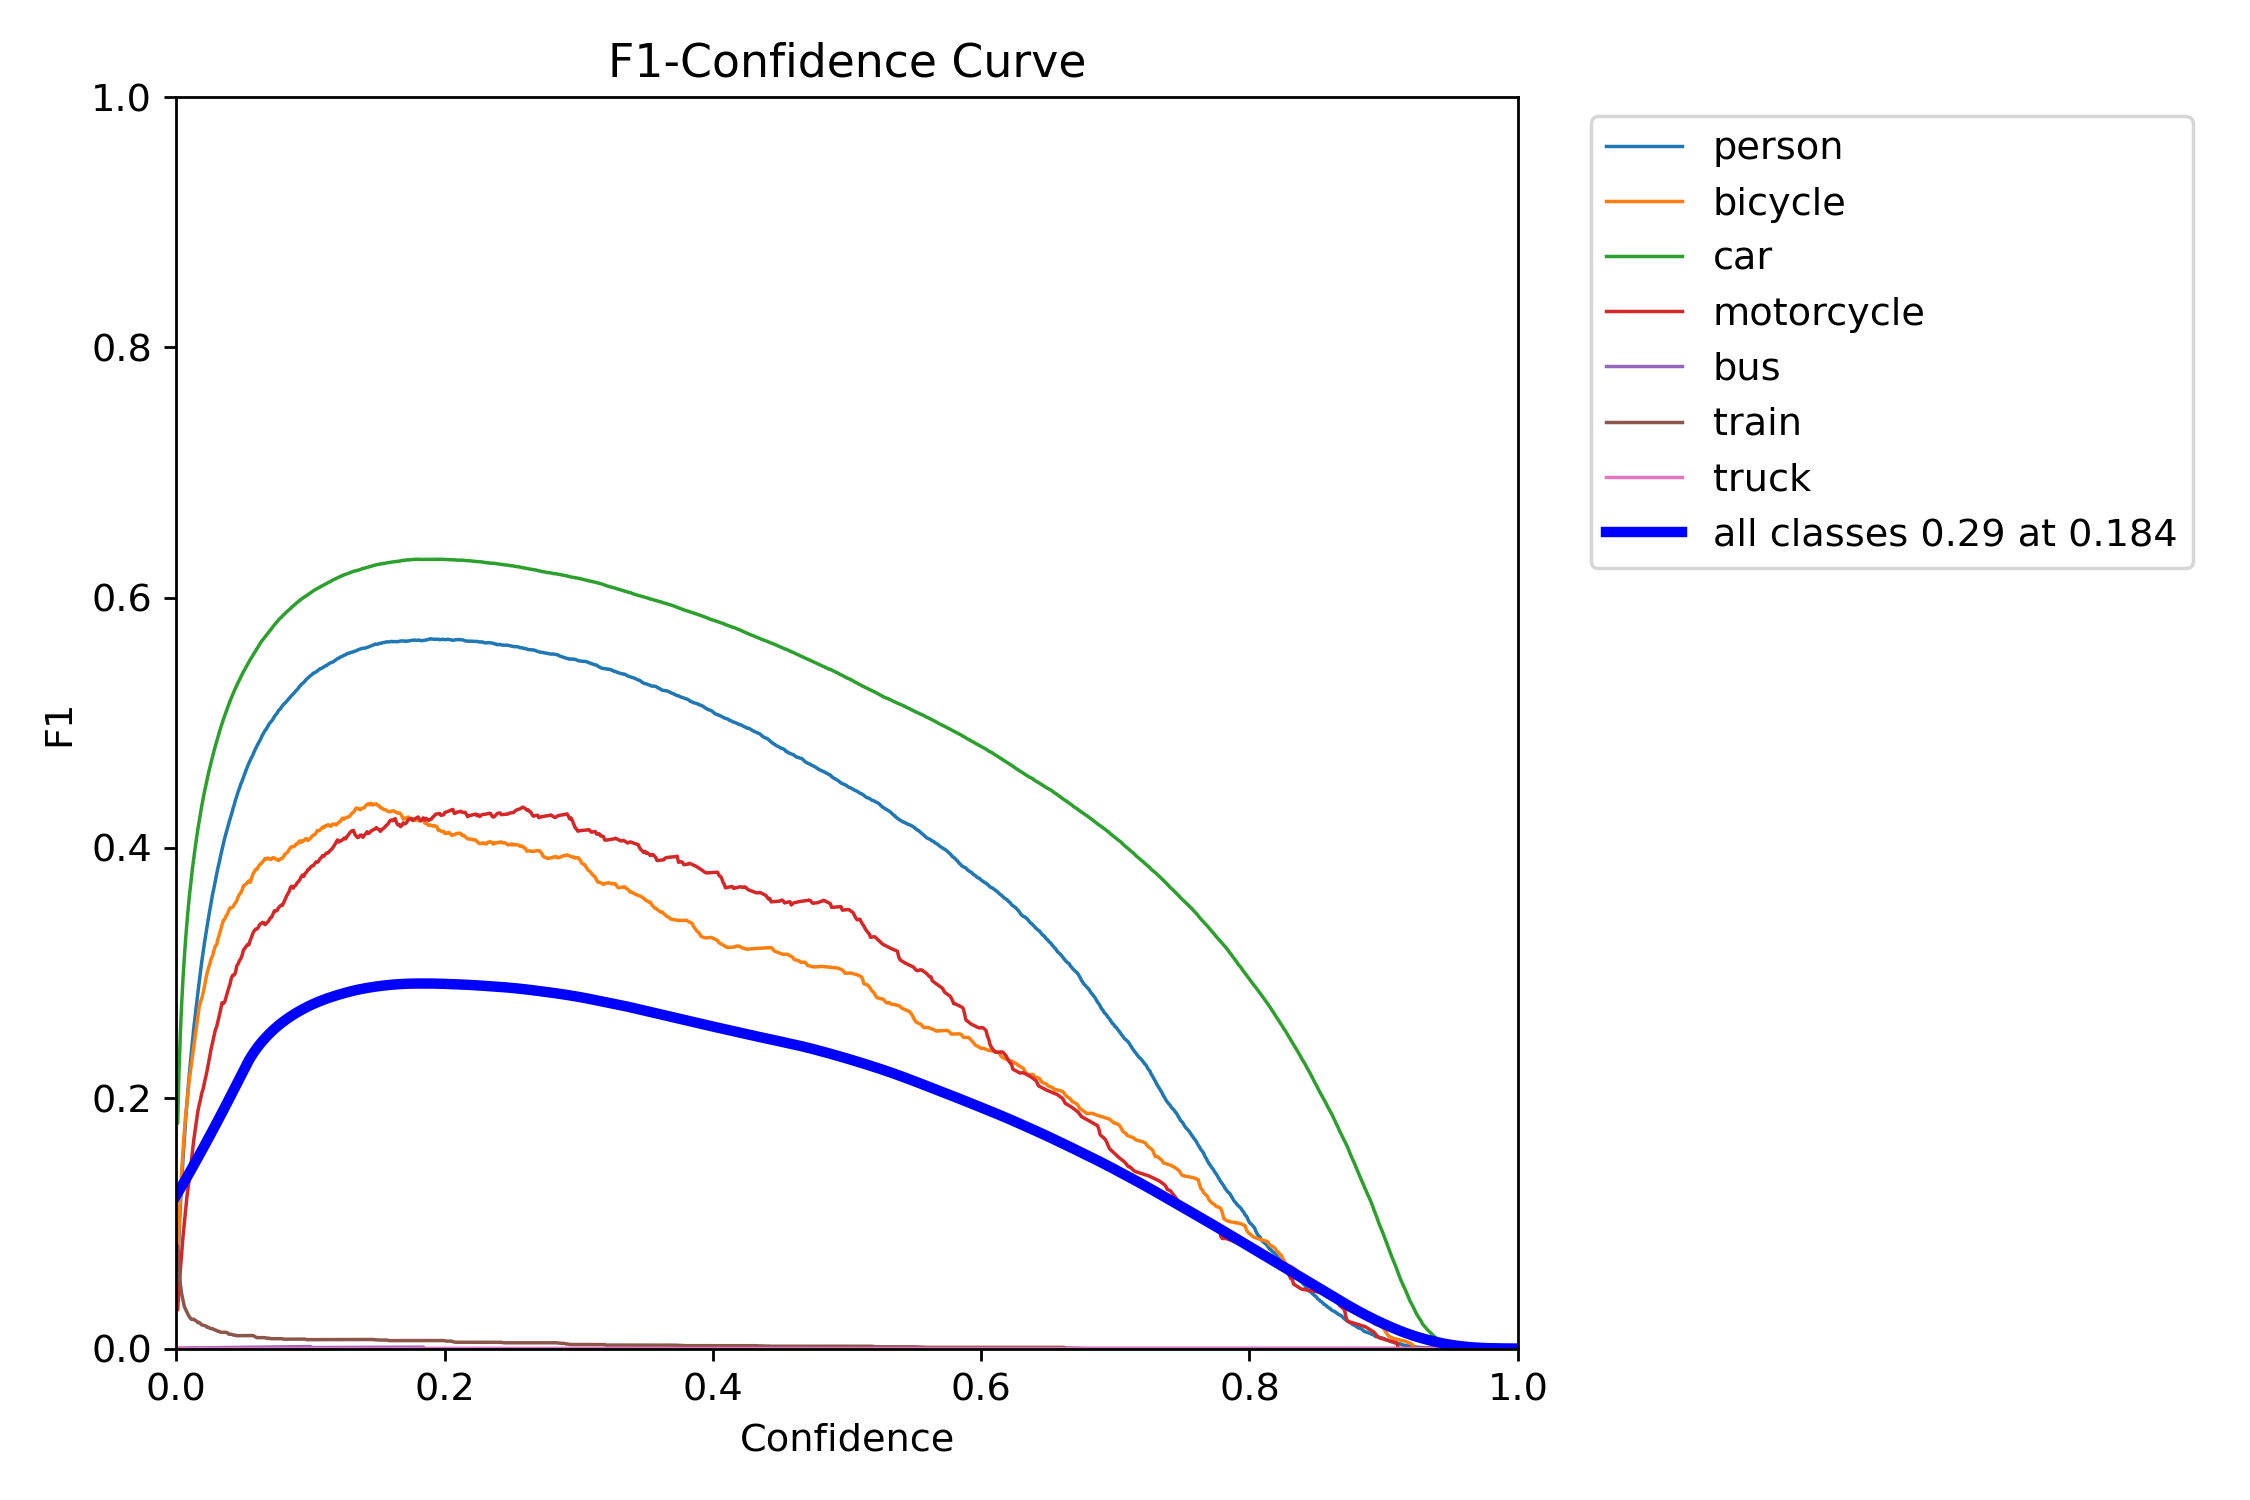 F1-Confidence Curve
1.0
0.8
0.6
0.4
0.2
0.0
F1
0.0 0.2 0.4 0.6 0.8 1.0
Confidence
person
bicycle
car
motorcycle
bus
train
truck
all classes 0.29 at 0.184